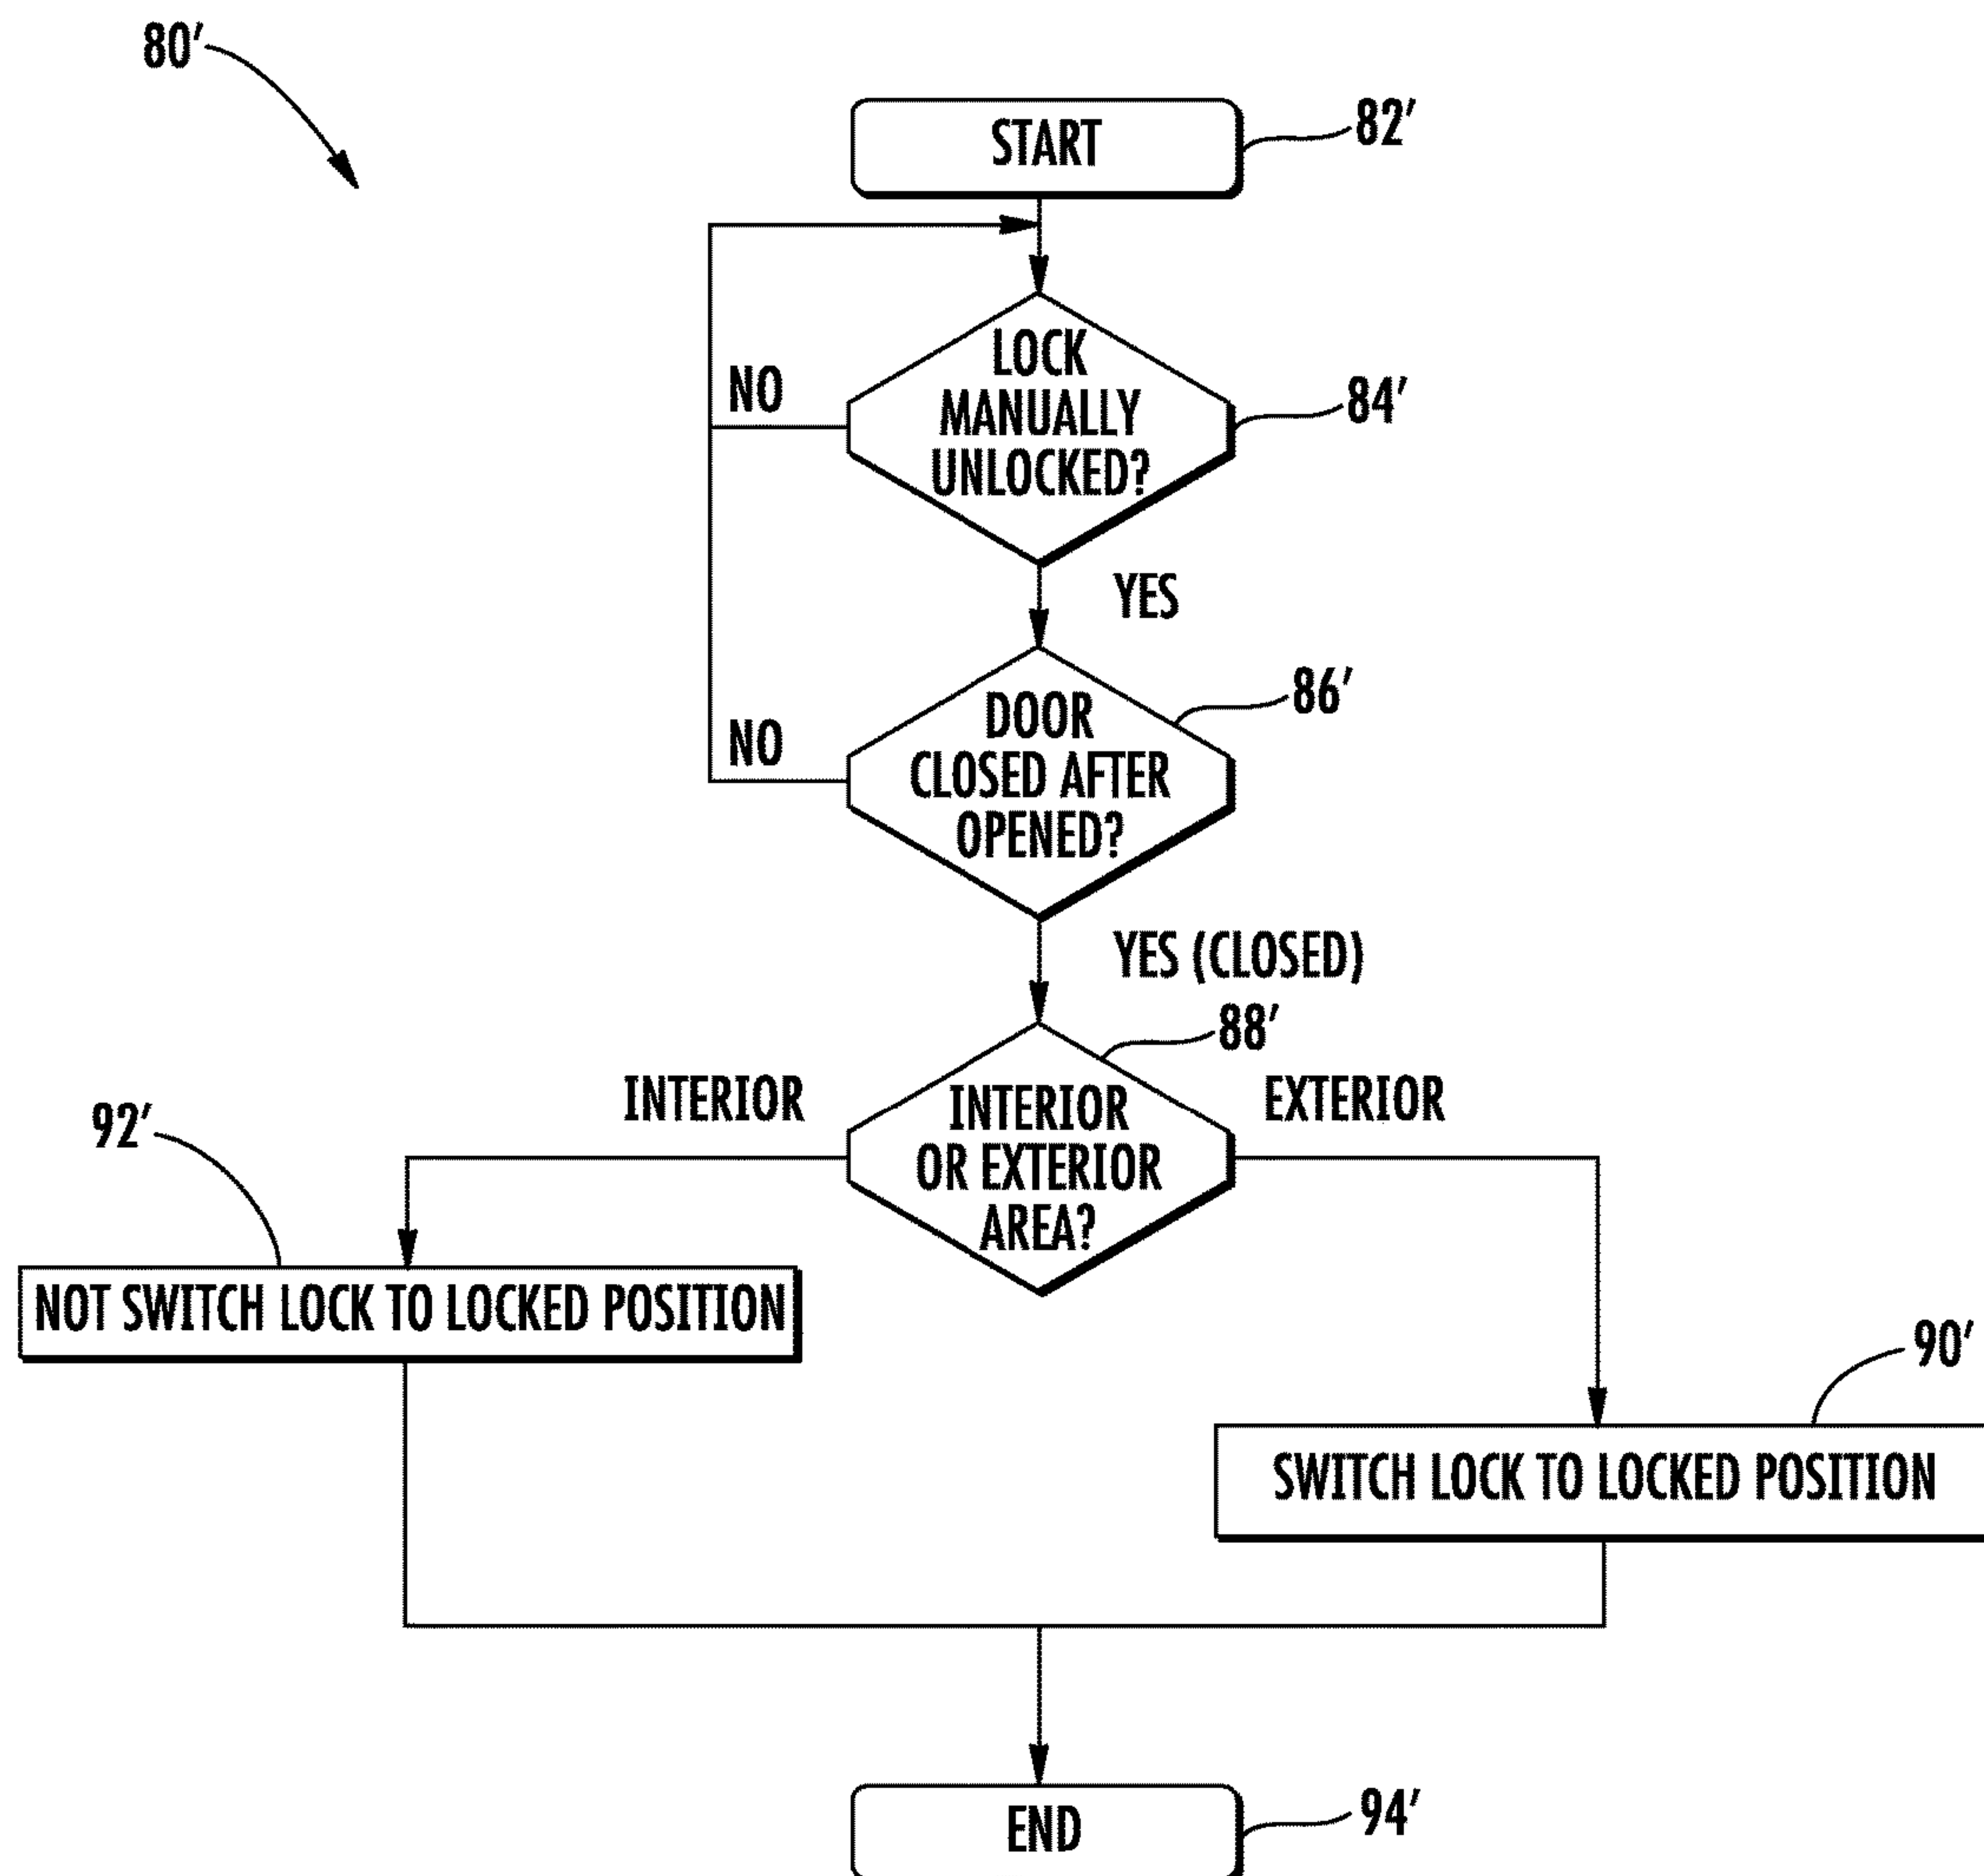 80′
START
82′
LOCK
MANUALLY
UNLOCKED?
84′
NO
YES
DOOR
CLOSED AFTER
OPENED?
86′
NO
YES (CLOSED)
88′
INTERIOR
OR EXTERIOR
AREA?
INTERIOR
EXTERIOR
92′
NOT SWITCH LOCK TO LOCKED POSITION
90′
SWITCH LOCK TO LOCKED POSITION
END
94′